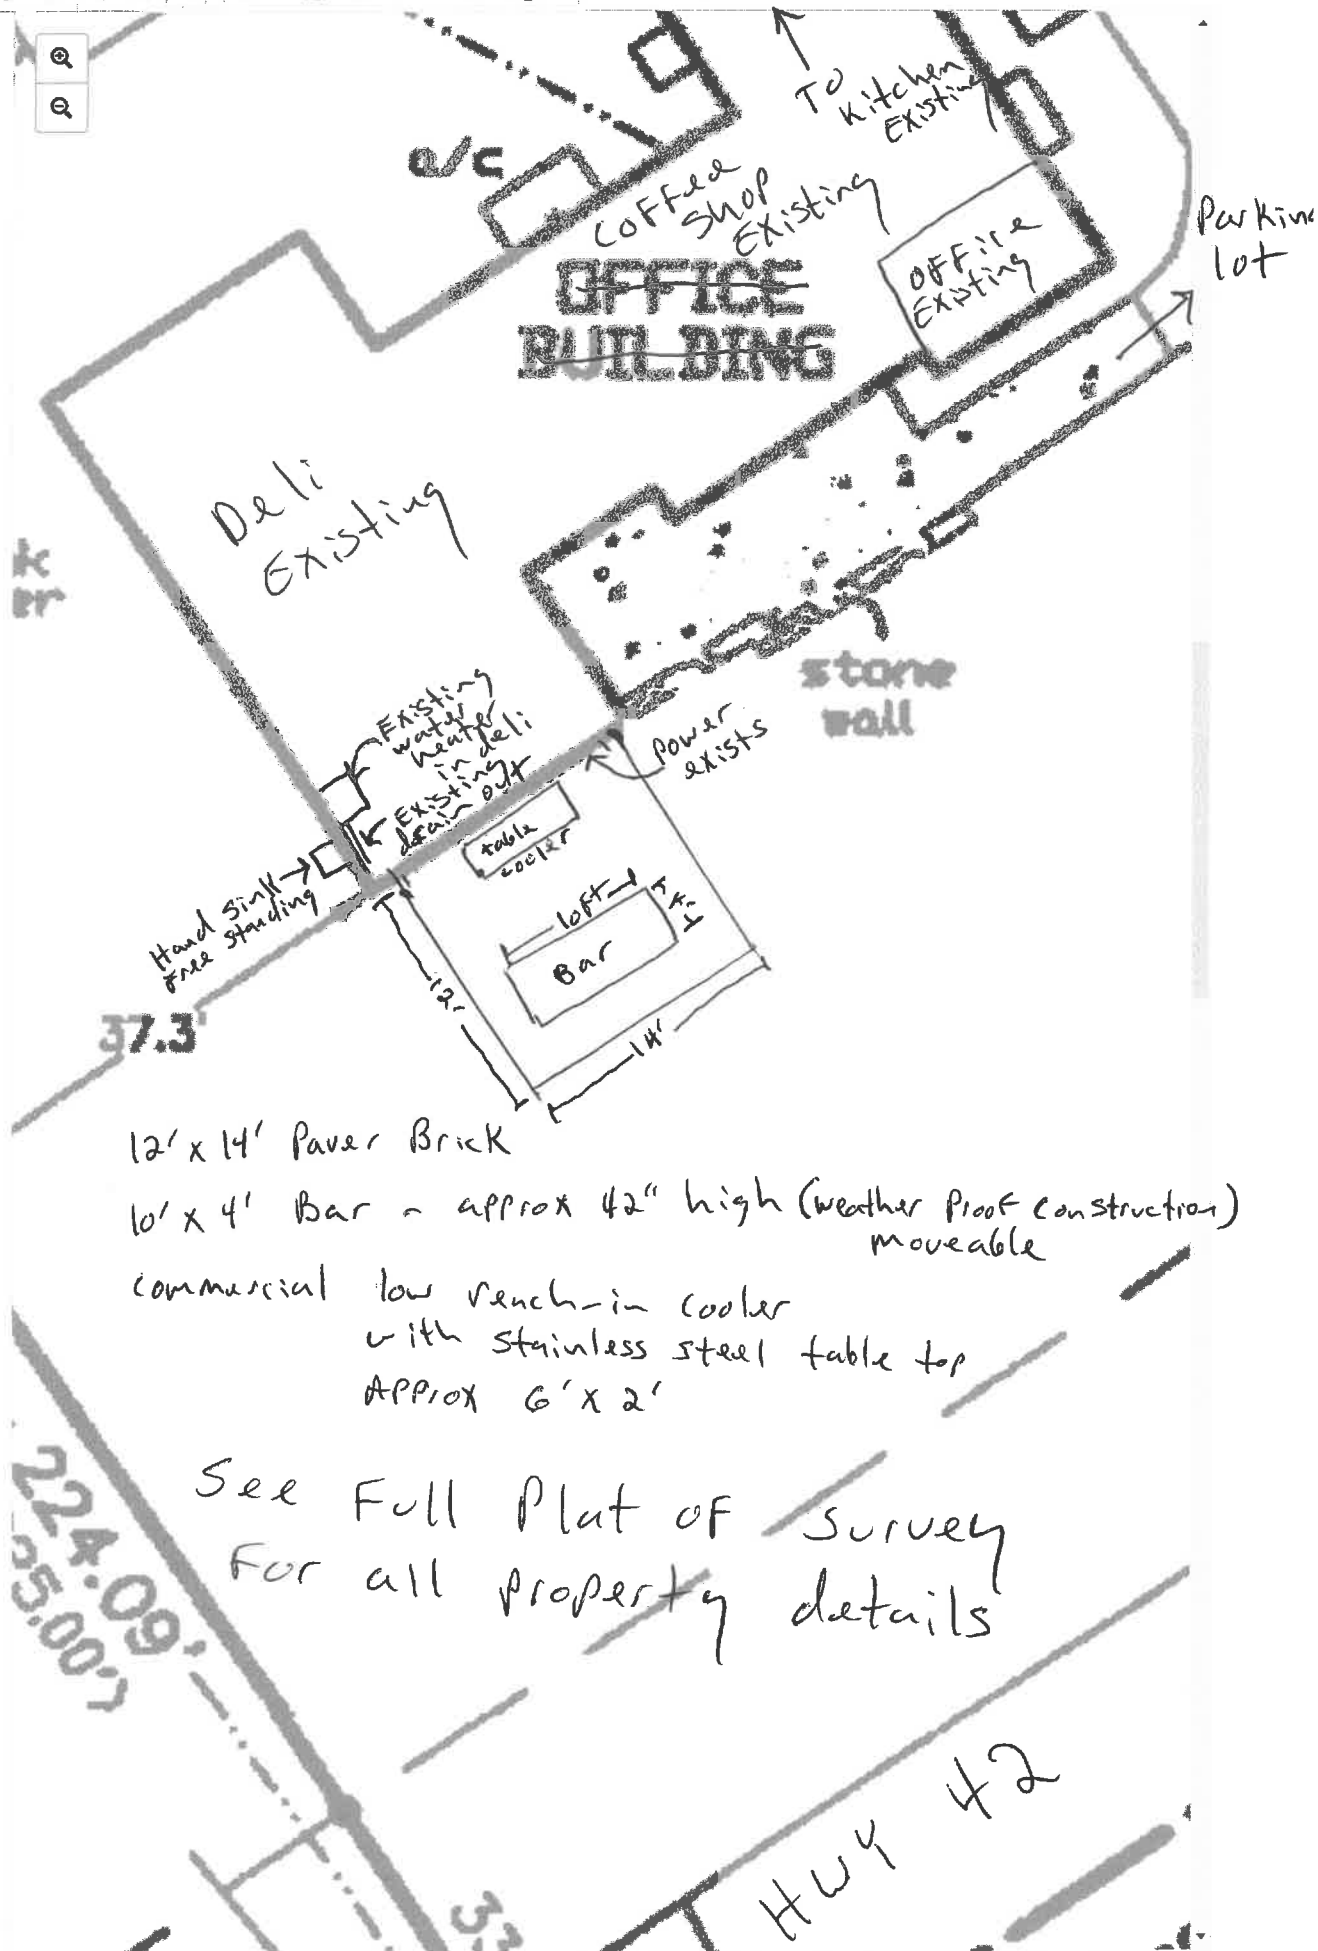 TO
Kitchen
Existing
a/c
Coffee
Shop
Existing
OFFICE
BUILDING
Office
Existing
Parking
lot
Deli
Existing
stone
wall
Existing
water
heater
in deli
Existing
drain out
Power
exists
table
cooler
Hand sink
Free standing
10FT
4'
Bar
12'
14'
37.3'
12' x 14' Paver Brick
10' x 4' Bar - approx 42" high (weather Proof construction)
moveable
commercial low reach-in cooler
with stainless steel table top
APProx 6' x 2'
See Full Plat of survey
For all property details
224.09'
HWY 42